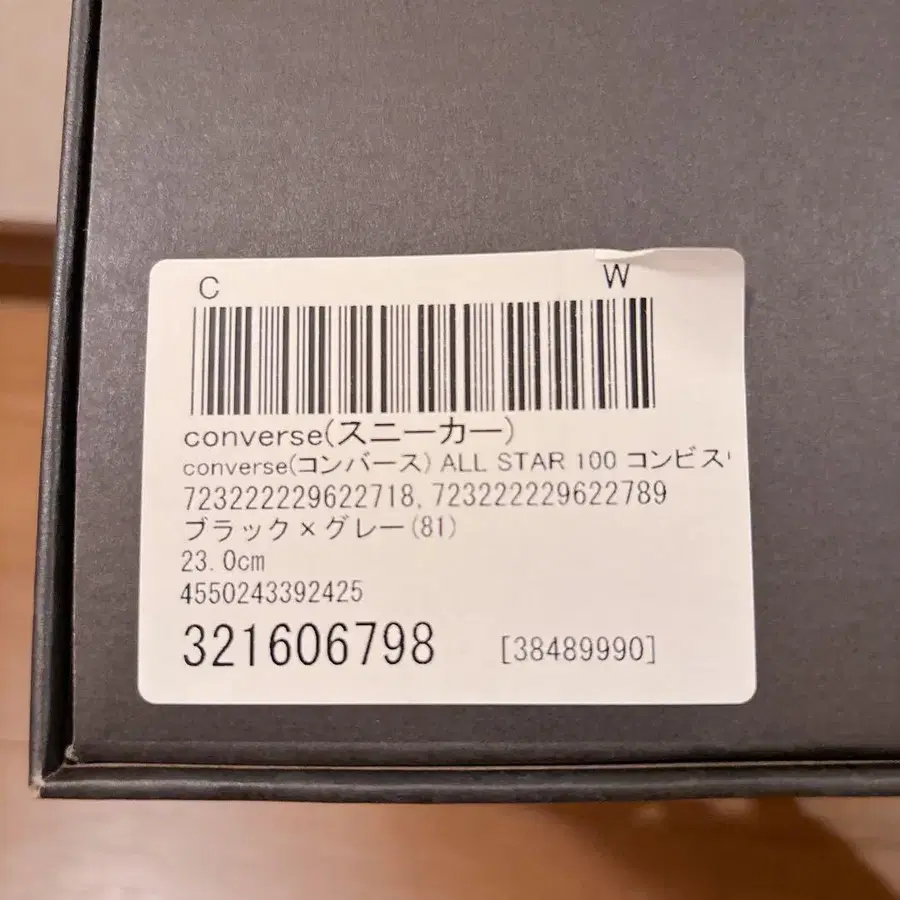 C W
converse(スニーカー)
converse(コンバース) ALL STAR 100 コンビス
723222229622718, 723222229622789
ブラック×グレー(81)
23.0cm
4550243392425
321606798 [38489990]